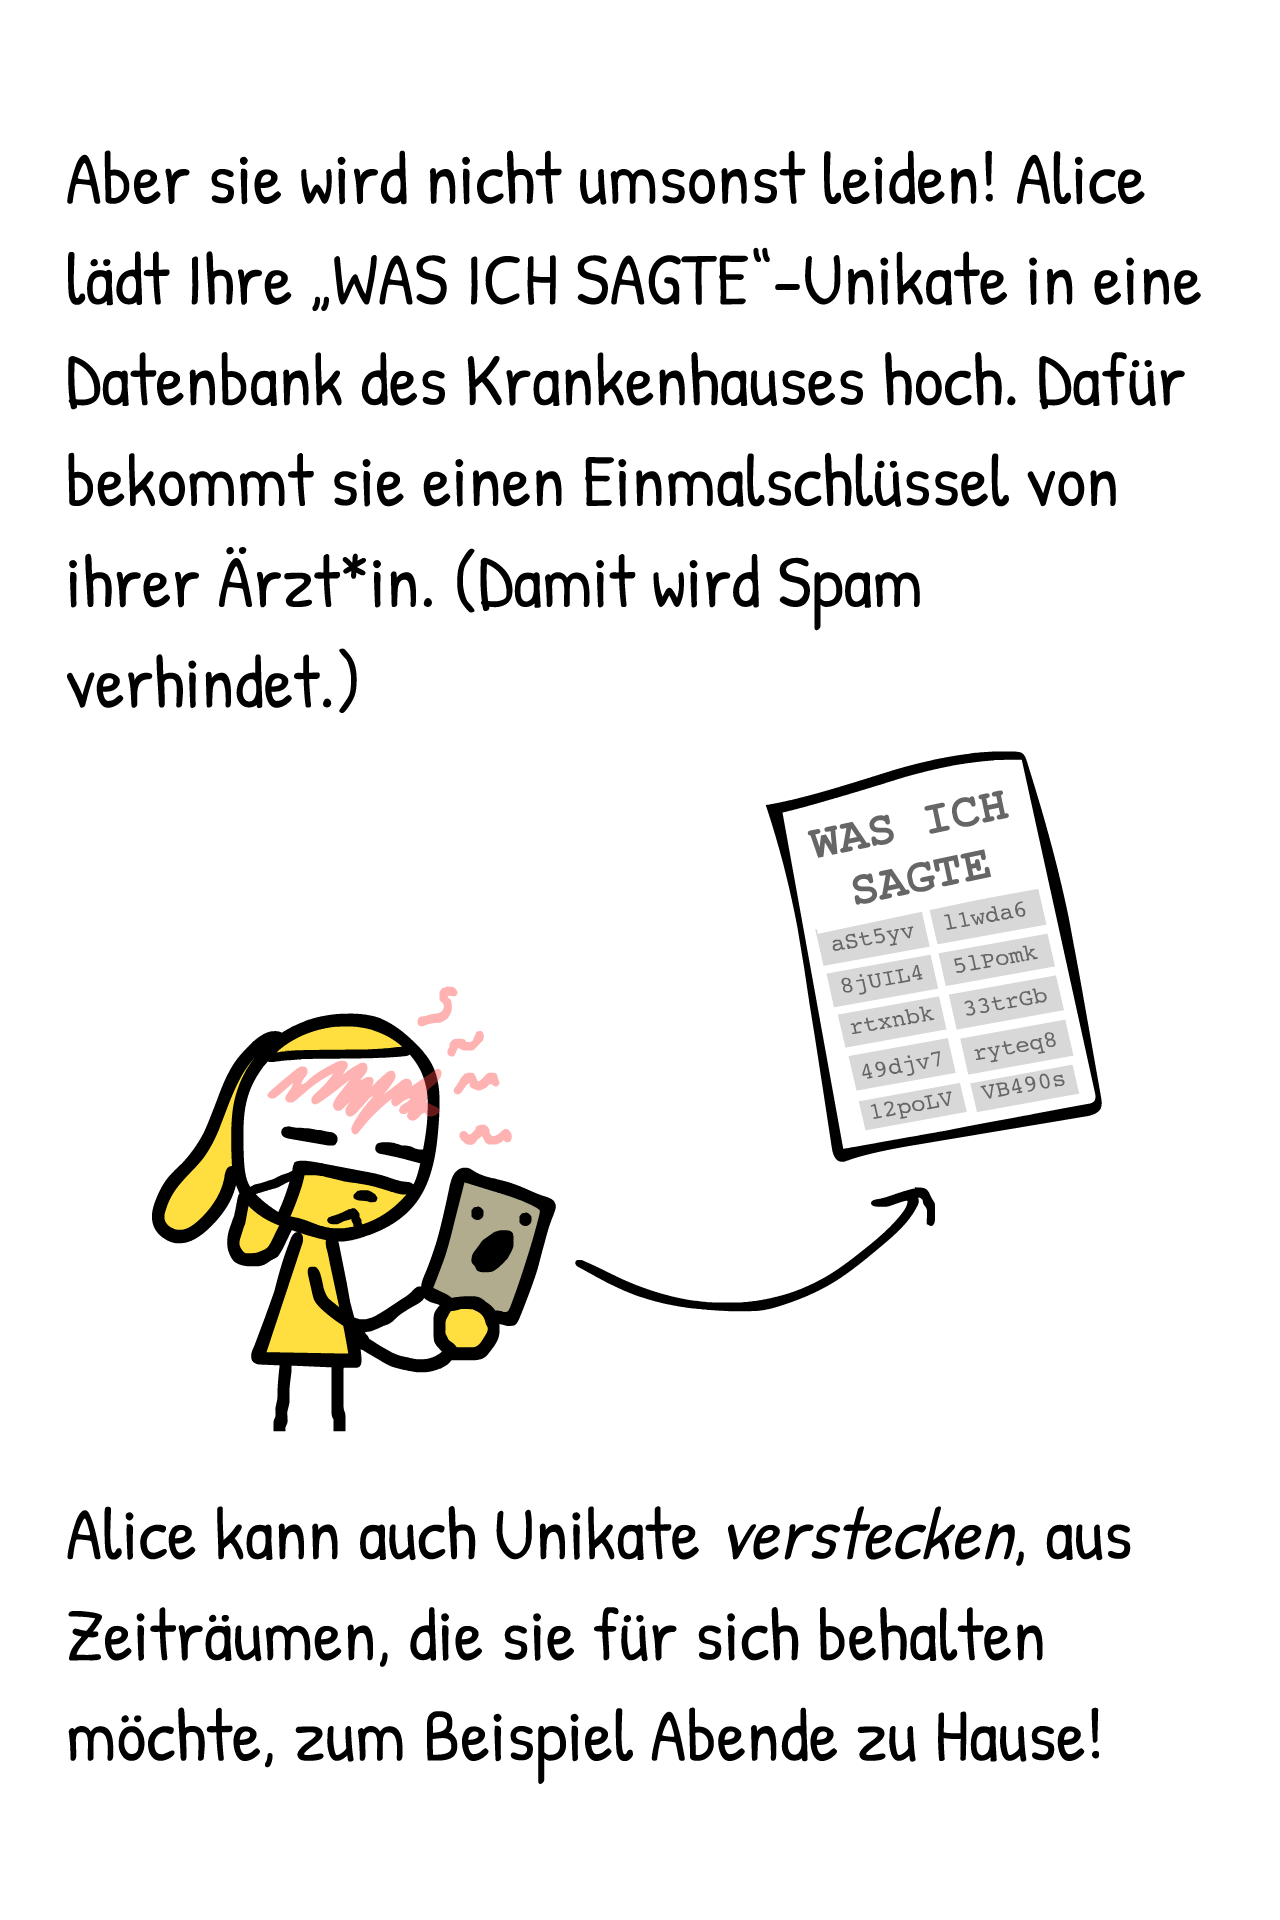 Aber sie wird nicht umsonst leiden! Alice
lädt Ihre „WAS ICH SAGTE“-Unikate in eine
Datenbank des Krankenhauses hoch. Dafür
bekommt sie einen Einmalschlüssel von
ihrer Ärzt*in. (Damit wird Spam
verhindet.)
WAS ICH
SAGTE
aSt5yv l1wda6
8jUIL4 5lPomk
rtxnbk 33trGb
49djv7 ryteq8
12poLV VB490s
Alice kann auch Unikate verstecken, aus
Zeiträumen, die sie für sich behalten
möchte, zum Beispiel Abende zu Hause!